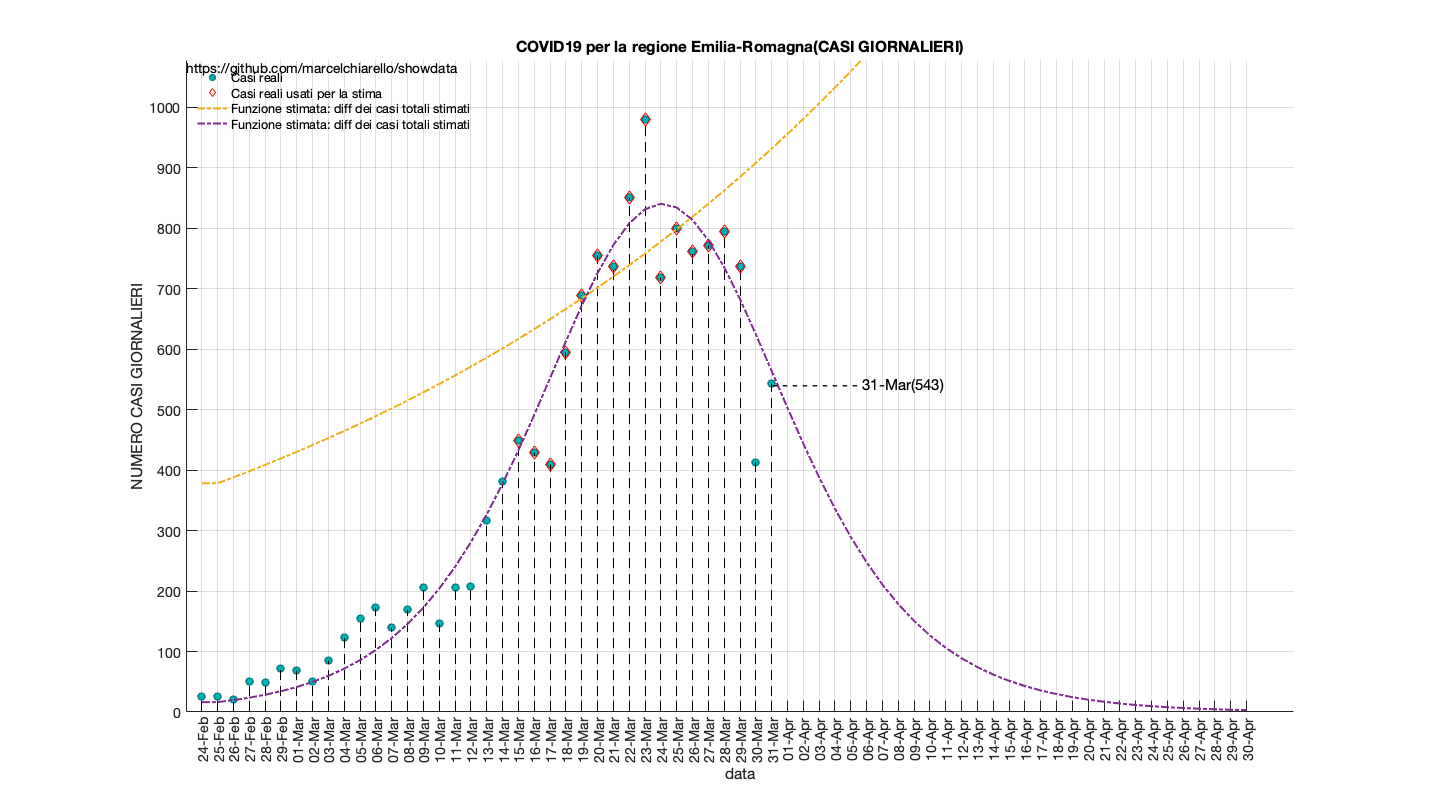 COVID19 per la regione Emilia-Romagna(CASI GIORNALIERI)
https://github.com/marcelchiarello/showdata
Casi reali
Casi reali usati per la stima
Funzione stimata: diff dei casi totali stimati
Funzione stimata: diff dei casi totali stimati
1000
900
800
700
600
500
400
300
200
100
0
NUMERO CASI GIORNALIERI
31-Mar(543)
24-Feb
25-Feb
26-Feb
27-Feb
28-Feb
29-Feb
01-Mar
02-Mar
03-Mar
04-Mar
05-Mar
06-Mar
07-Mar
08-Mar
09-Mar
10-Mar
11-Mar
12-Mar
13-Mar
14-Mar
15-Mar
16-Mar
17-Mar
18-Mar
19-Mar
20-Mar
21-Mar
22-Mar
23-Mar
24-Mar
25-Mar
26-Mar
27-Mar
28-Mar
29-Mar
30-Mar
31-Mar
01-Apr
02-Apr
03-Apr
04-Apr
05-Apr
06-Apr
07-Apr
08-Apr
09-Apr
10-Apr
11-Apr
12-Apr
13-Apr
14-Apr
15-Apr
16-Apr
17-Apr
18-Apr
19-Apr
20-Apr
21-Apr
22-Apr
23-Apr
24-Apr
25-Apr
26-Apr
27-Apr
28-Apr
29-Apr
30-Apr
data